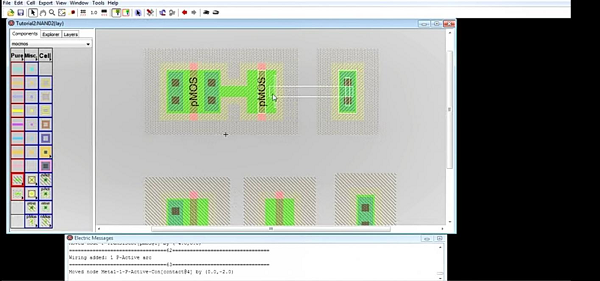 File Edit Cell Export View Window Tools Help
Tutorial2:NAND2{lay}
Components Explorer Layers
mocmos
Pure Misc. Cell
pMOS
pMOS
Electric Messages
Wiring added: 1 P-Active arc
Moved node Metal-1-P-Active-Con[contact@4] by (0.0,-2.0)